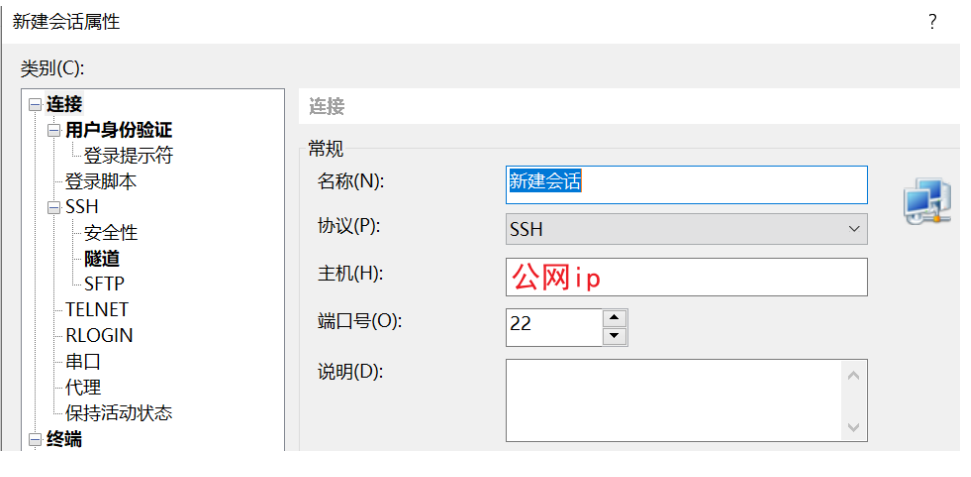 新建会话属性 ?
类别(C):
连接
用户身份验证
登录提示符
登录脚本
SSH
安全性
隧道
SFTP
TELNET
RLOGIN
串口
代理
保持活动状态
终端
连接
常规
名称(N): 新建会话
协议(P): SSH
主机(H): 公网ip
端口号(O): 22
说明(D):